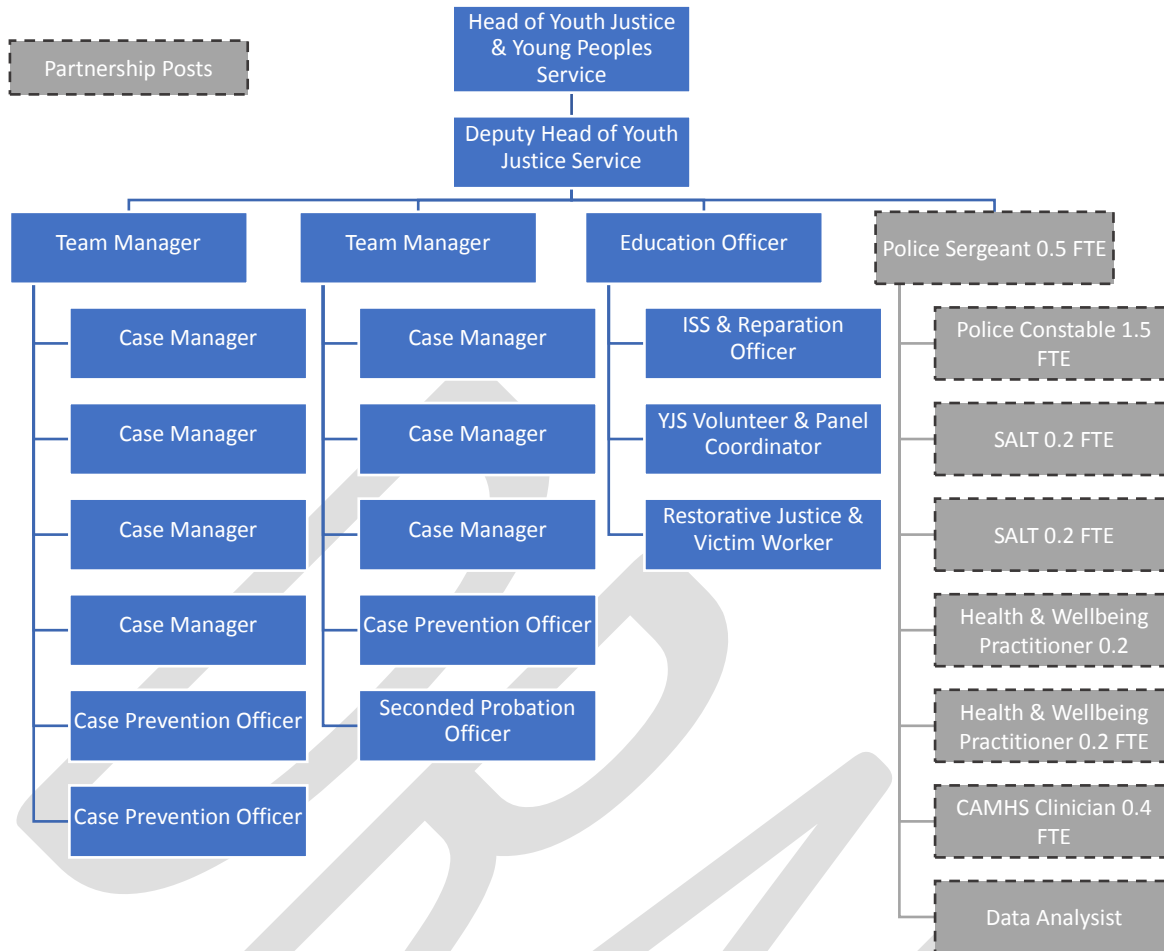 Head of Youth Justice
& Young Peoples
Service
Partnership Posts
Deputy Head of Youth
Justice Service
Team Manager
Team Manager
Education Officer
Police Sergeant 0.5 FTE
Case Manager
Case Manager
Case Manager
Case Manager
Case Prevention Officer
Case Prevention Officer
Case Manager
Case Manager
Case Manager
Case Prevention Officer
Seconded Probation
Officer
ISS & Reparation
Officer
YJS Volunteer & Panel
Coordinator
Restorative Justice &
Victim Worker
Police Constable 1.5
FTE
SALT 0.2 FTE
SALT 0.2 FTE
Health & Wellbeing
Practitioner 0.2
Health & Wellbeing
Practitioner 0.2 FTE
CAMHS Clinician 0.4
FTE
Data Analysist